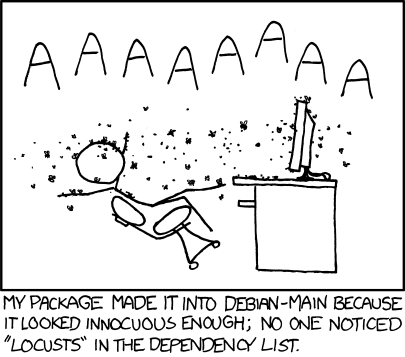 AAAAAAAA
MY PACKAGE MADE IT INTO DEBIAN-MAIN BECAUSE
IT LOOKED INNOCUOUS ENOUGH; NO ONE NOTICED
"LOCUSTS" IN THE DEPENDENCY LIST.